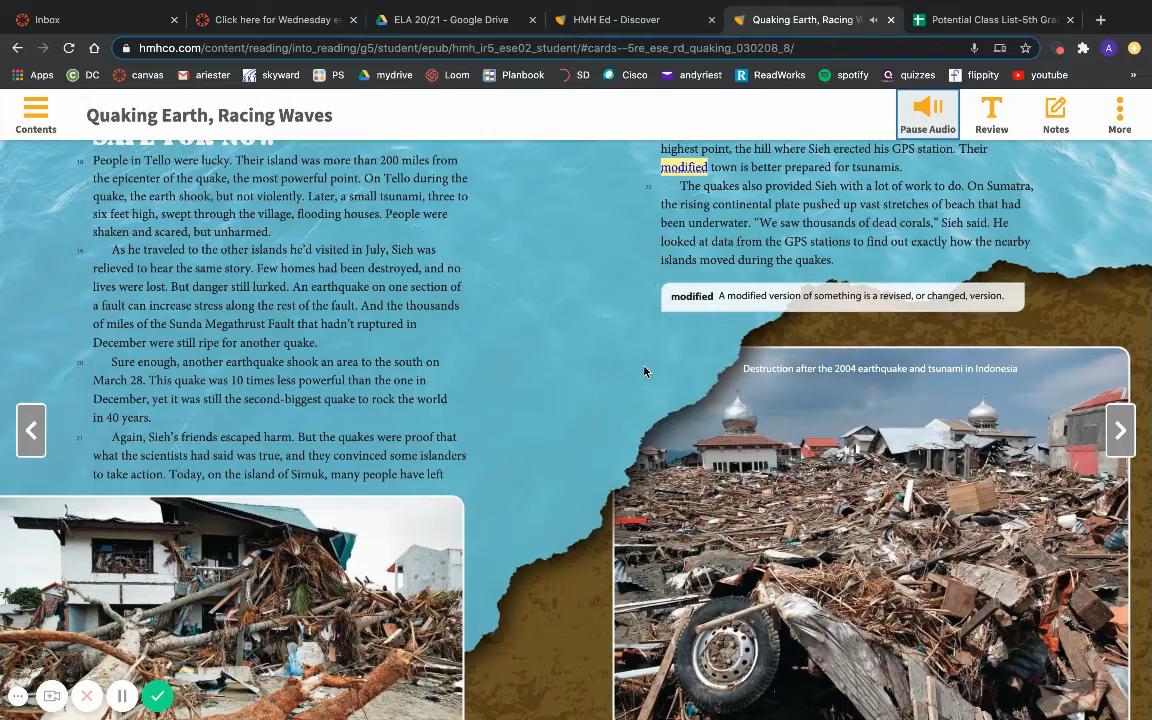 Inbox
Click here for Wednesday e
ELA 20/21 - Google Drive
HMH Ed - Discover
Quaking Earth, Racing W
Potential Class List-5th Gra
hmhco.com/content/reading/into_reading/g5/student/epub/hmh_ir5_ese02_student/#cards--5re_ese_rd_quaking_030208_8/
A
Apps
DC
canvas
ariester
skyward
PS
mydrive
Loom
Planbook
SD
Cisco
andyriest
ReadWorks
spotify
quizzes
flippity
youtube
»
Contents
Quaking Earth, Racing Waves
Pause Audio
Review
Notes
More
SAFE FOR NOW
18 People in Tello were lucky. Their island was more than 200 miles from
the epicenter of the quake, the most powerful point. On Tello during the
quake, the earth shook, but not violently. Later, a small tsunami, three to
six feet high, swept through the village, flooding houses. People were
shaken and scared, but unharmed.
19 As he traveled to the other islands he'd visited in July, Sieh was
relieved to hear the same story. Few homes had been destroyed, and no
lives were lost. But danger still lurked. An earthquake on one section of
a fault can increase stress along the rest of the fault. And the thousands
of miles of the Sunda Megathrust Fault that hadn't ruptured in
December were still ripe for another quake.
20 Sure enough, another earthquake shook an area to the south on
March 28. This quake was 10 times less powerful than the one in
December, yet it was still the second-biggest quake to rock the world
in 40 years.
21 Again, Sieh's friends escaped harm. But the quakes were proof that
what the scientists had said was true, and they convinced some islanders
to take action. Today, on the island of Simuk, many people have left
highest point, the hill where Sieh erected his GPS station. Their
modified town is better prepared for tsunamis.
22 The quakes also provided Sieh with a lot of work to do. On Sumatra,
the rising continental plate pushed up vast stretches of beach that had
been underwater. "We saw thousands of dead corals," Sieh said. He
looked at data from the GPS stations to find out exactly how the nearby
islands moved during the quakes.
modified A modified version of something is a revised, or changed, version.
Destruction after the 2004 earthquake and tsunami in Indonesia